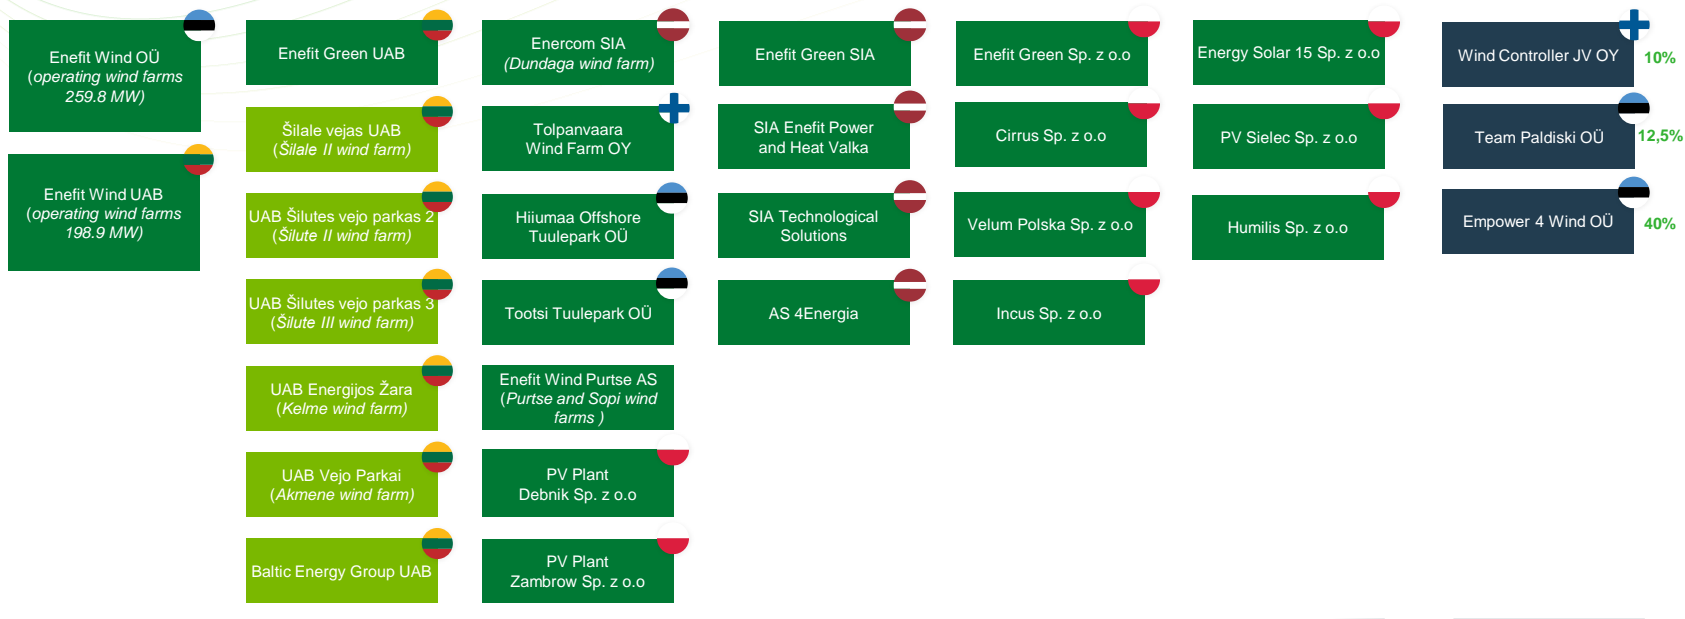 Enefit Wind OÜ
(operating wind farms
259.8 MW)
Enefit Wind UAB
(operating wind farms
198.9 MW)
Enefit Green UAB
Šilale vejas UAB
(Šilale II wind farm)
UAB Šilutes vejo parkas 2
(Šilute II wind farm)
UAB Šilutes vejo parkas 3
(Šilute III wind farm)
UAB Energijos Žara
(Kelme wind farm)
UAB Vejo Parkai
(Akmene wind farm)
Baltic Energy Group UAB
Enercom SIA
(Dundaga wind farm)
Tolpanvaara
Wind Farm OY
Hiiumaa Offshore
Tuulepark OÜ
Tootsi Tuulepark OÜ
Enefit Wind Purtse AS
(Purtse and Sopi wind
farms )
PV Plant
Debnik Sp. z o.o
PV Plant
Zambrow Sp. z o.o
Enefit Green SIA
SIA Enefit Power
and Heat Valka
SIA Technological
Solutions
AS 4Energia
Enefit Green Sp. z o.o
Cirrus Sp. z o.o
Velum Polska Sp. z o.o
Incus Sp. z o.o
Energy Solar 15 Sp. z o.o
PV Sielec Sp. z o.o
Humilis Sp. z o.o
Wind Controller JV OY
10%
Team Paldiski OÜ
12,5%
Empower 4 Wind OÜ
40%